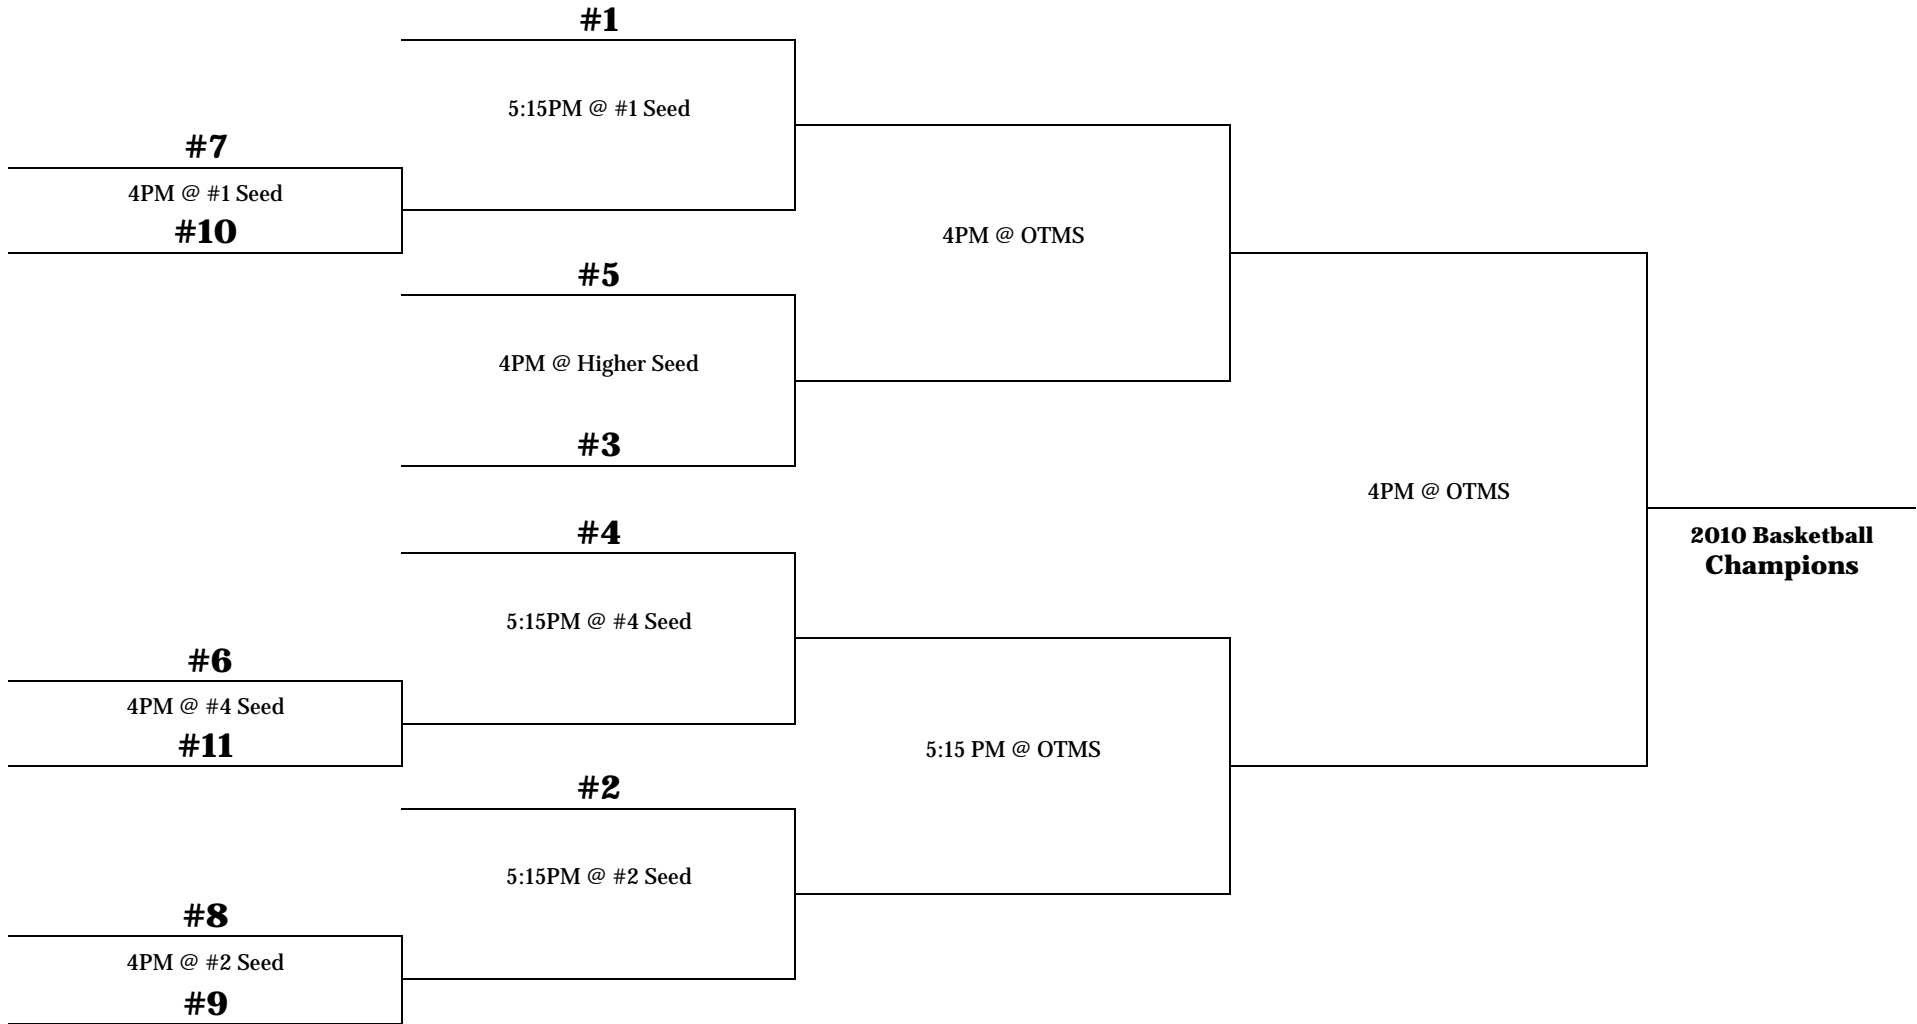 #1
5:15PM @ #1 Seed
#7
4PM @ #1 Seed
#10
4PM @ OTMS
#5
4PM @ Higher Seed
#3
4PM @ OTMS
2010 Basketball
Champions
#4
5:15PM @ #4 Seed
#6
4PM @ #4 Seed
#11
5:15 PM @ OTMS
#2
5:15PM @ #2 Seed
#8
4PM @ #2 Seed
#9